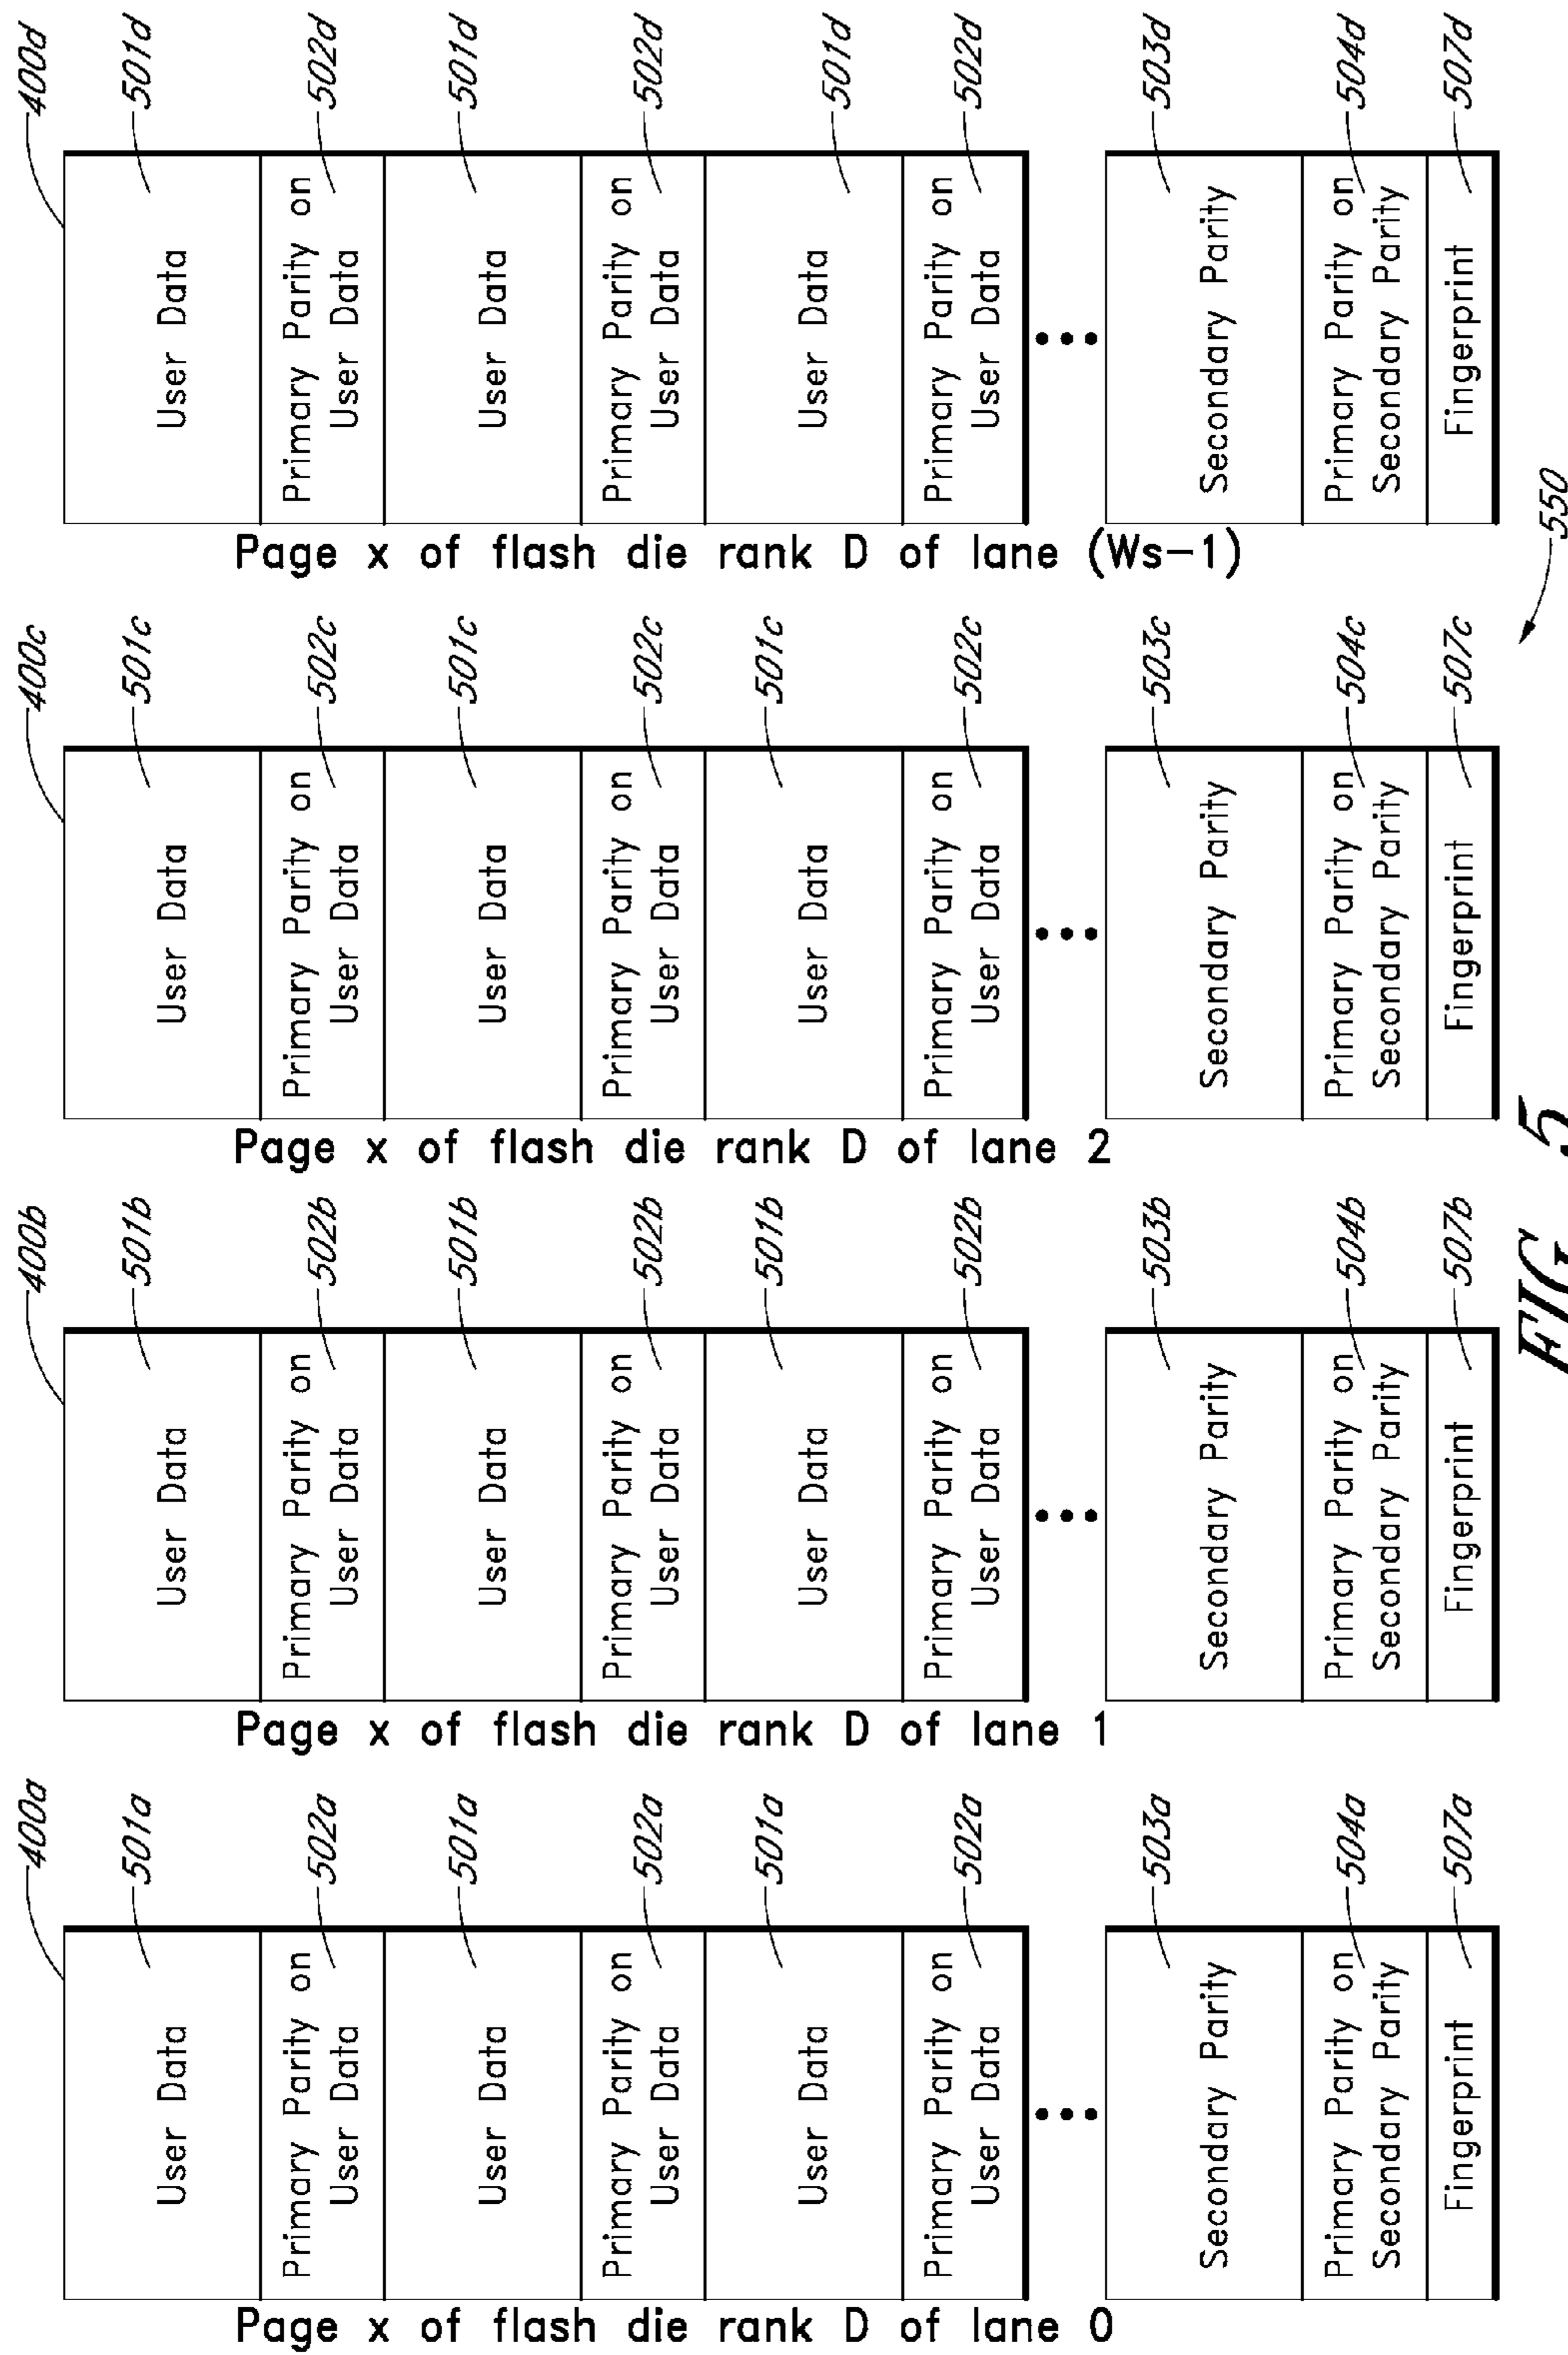 Page x of flash die rank D of lane 0
400a
User Data
501a
Primary Parity on
User Data
502a
User Data
501a
Primary Parity on
User Data
502a
User Data
501a
Primary Parity on
User Data
502a
Secondary Parity
503a
Primary Parity on
Secondary Parity
504a
Fingerprint
507a
Page x of flash die rank D of lane 1
400b
User Data
501b
Primary Parity on
User Data
502b
User Data
501b
Primary Parity on
User Data
502b
User Data
501b
Primary Parity on
User Data
502b
Secondary Parity
503b
Primary Parity on
Secondary Parity
504b
Fingerprint
507b
Page x of flash die rank D of lane 2
400c
User Data
501c
Primary Parity on
User Data
502c
User Data
501c
Primary Parity on
User Data
502c
User Data
501c
Primary Parity on
User Data
502c
Secondary Parity
503c
Primary Parity on
Secondary Parity
504c
Fingerprint
507c
Page x of flash die rank D of lane (Ws-1)
400d
User Data
501d
Primary Parity on
User Data
502d
User Data
501d
Primary Parity on
User Data
502d
User Data
501d
Primary Parity on
User Data
502d
Secondary Parity
503d
Primary Parity on
Secondary Parity
504d
Fingerprint
507d
550
FIG. 5